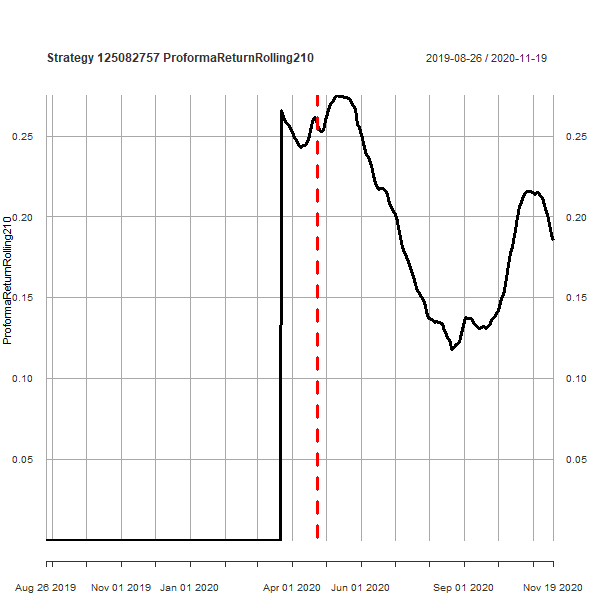 Strategy 125082757 ProformaReturnRolling210
2019-08-26 / 2020-11-19
ProformaReturnRolling210
0.25
0.20
0.15
0.10
0.05
0.25
0.20
0.15
0.10
0.05
Aug 26 2019
Nov 01 2019
Jan 01 2020
Apr 01 2020
Jun 01 2020
Sep 01 2020
Nov 19 2020